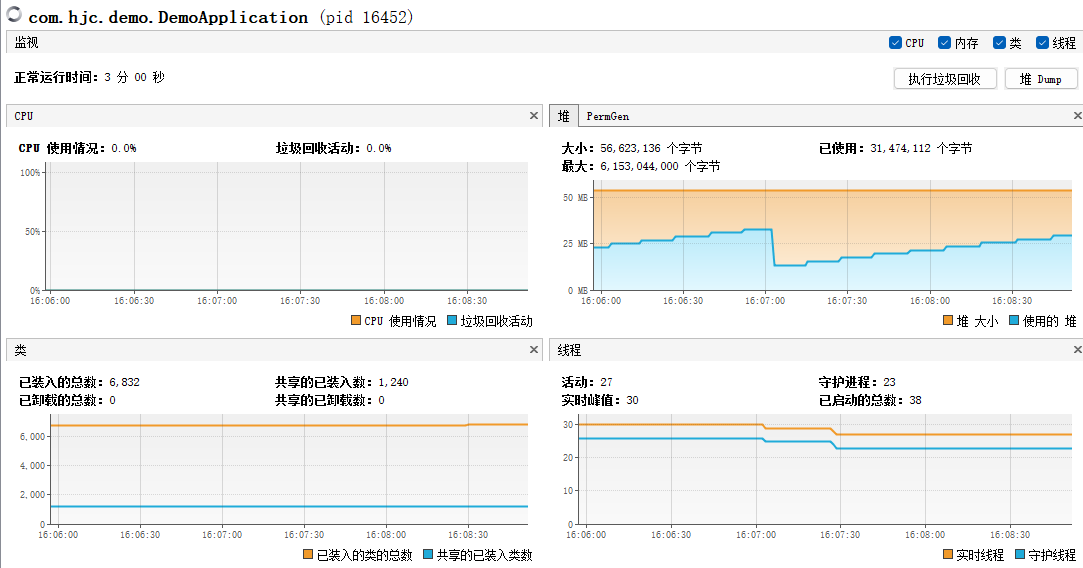 com.hjc.demo.DemoApplication (pid 16452)
监视 CPU 内存 类 线程
正常运行时间: 3 分 00 秒 执行垃圾回收 堆 Dump
CPU
CPU 使用情况: 0.0% 垃圾回收活动: 0.0%
100%
50%
0%
16:06:00 16:06:30 16:07:00 16:07:30 16:08:00 16:08:30
CPU 使用情况 垃圾回收活动
堆 PermGen
大小: 56,623,136 个字节 已使用: 31,474,112 个字节
最大: 6,153,044,000 个字节
50 MB
25 MB
0 MB
16:06:00 16:06:30 16:07:00 16:07:30 16:08:00 16:08:30
堆 大小 使用的 堆
类
已装入的总数: 6,832 共享的已装入数: 1,240
已卸载的总数: 0 共享的已卸载数: 0
6,000
4,000
2,000
0
16:06:00 16:06:30 16:07:00 16:07:30 16:08:00 16:08:30
已装入的类的总数 共享的已装入类数
线程
活动: 27 守护进程: 23
实时峰值: 30 已启动的总数: 38
30
20
10
0
16:06:00 16:06:30 16:07:00 16:07:30 16:08:00 16:08:30
实时线程 守护线程